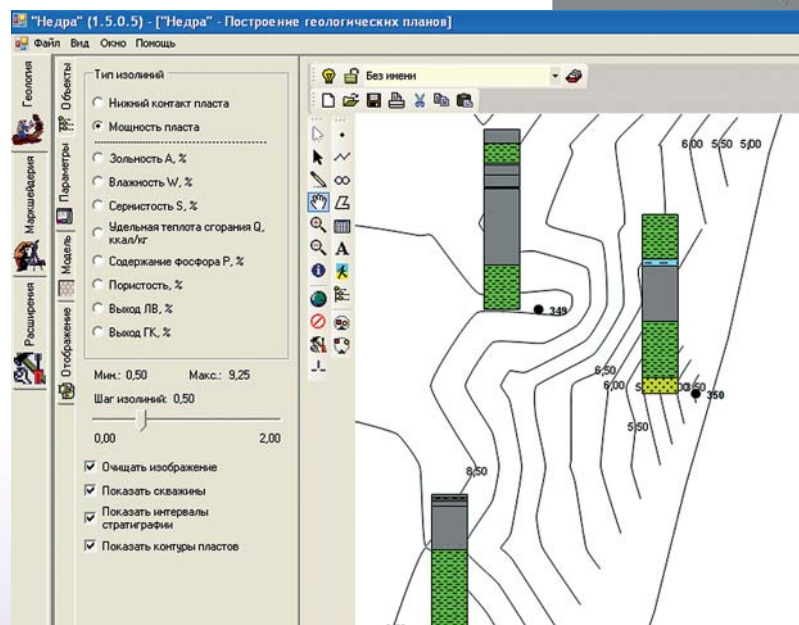 "Недра" (1.5.0.5) - ["Недра" - Построение геологических планов]
Файл Вид Окно Помощь
Геология
Маркшейдерия
Расширения
Объекты
Параметры
Модель
Отображение
Тип изолиний
Нижний контакт пласта
Мощность пласта
Зольность A, %
Влажность W, %
Сернистость S, %
Удельная теплота сгорания Q,
ккал/кг
Содержание фосфора P, %
Пористость, %
Выход ЛВ, %
Выход ГК, %
Мин.: 0,50 Макс.: 9,25
Шаг изолиний: 0,50
0,00 2,00
Очищать изображение
Показать скважины
Показать интервалы
стратиграфии
Показать контуры пластов
Без имени
A
6,00 5,50 5,00
349
6,50
6,00
350
5,50
8,50